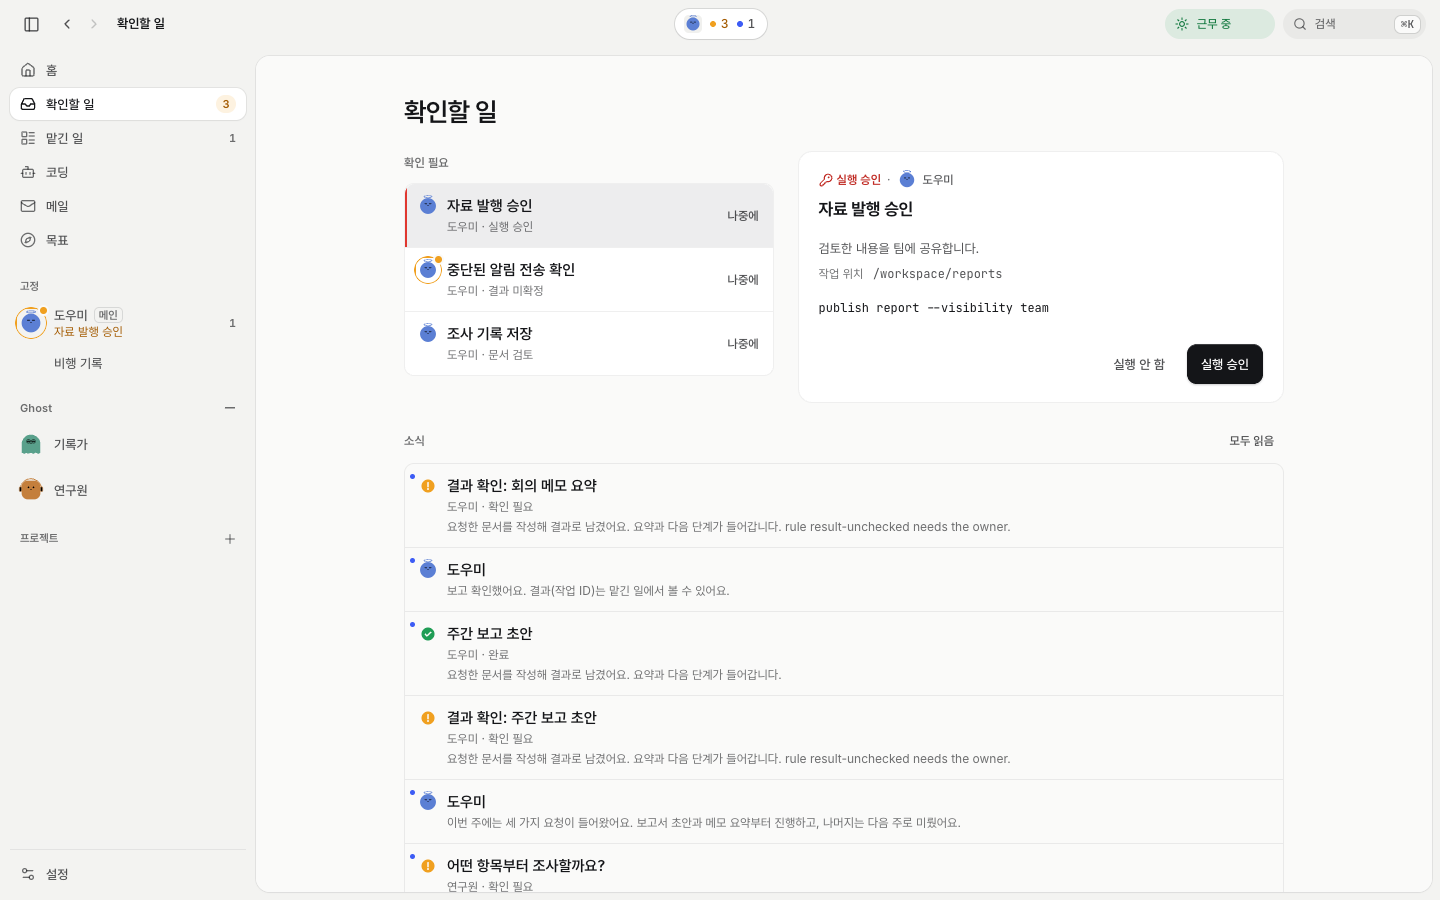 확인할 일
3 1
근무 중
검색 ⌘K
홈
확인할 일 3
맡긴 일 1
코딩
메일
목표
고정
도우미 메인
자료 발행 승인
1
비행 기록
Ghost
기록가
연구원
프로젝트
설정
확인할 일
확인 필요
자료 발행 승인
도우미 · 실행 승인
나중에
중단된 알림 전송 확인
도우미 · 결과 미확정
나중에
조사 기록 저장
도우미 · 문서 검토
나중에
실행 승인 · 도우미
자료 발행 승인
검토한 내용을 팀에 공유합니다.
작업 위치 /workspace/reports
publish report --visibility team
실행 안 함 실행 승인
소식 모두 읽음
결과 확인: 회의 메모 요약
도우미 · 확인 필요
요청한 문서를 작성해 결과로 남겼어요. 요약과 다음 단계가 들어갑니다. rule result-unchecked needs the owner.
도우미
보고 확인했어요. 결과(작업 ID)는 맡긴 일에서 볼 수 있어요.
주간 보고 초안
도우미 · 완료
요청한 문서를 작성해 결과로 남겼어요. 요약과 다음 단계가 들어갑니다.
결과 확인: 주간 보고 초안
도우미 · 확인 필요
요청한 문서를 작성해 결과로 남겼어요. 요약과 다음 단계가 들어갑니다. rule result-unchecked needs the owner.
도우미
이번 주에는 세 가지 요청이 들어왔어요. 보고서 초안과 메모 요약부터 진행하고, 나머지는 다음 주로 미뤘어요.
어떤 항목부터 조사할까요?
연구원 · 확인 필요